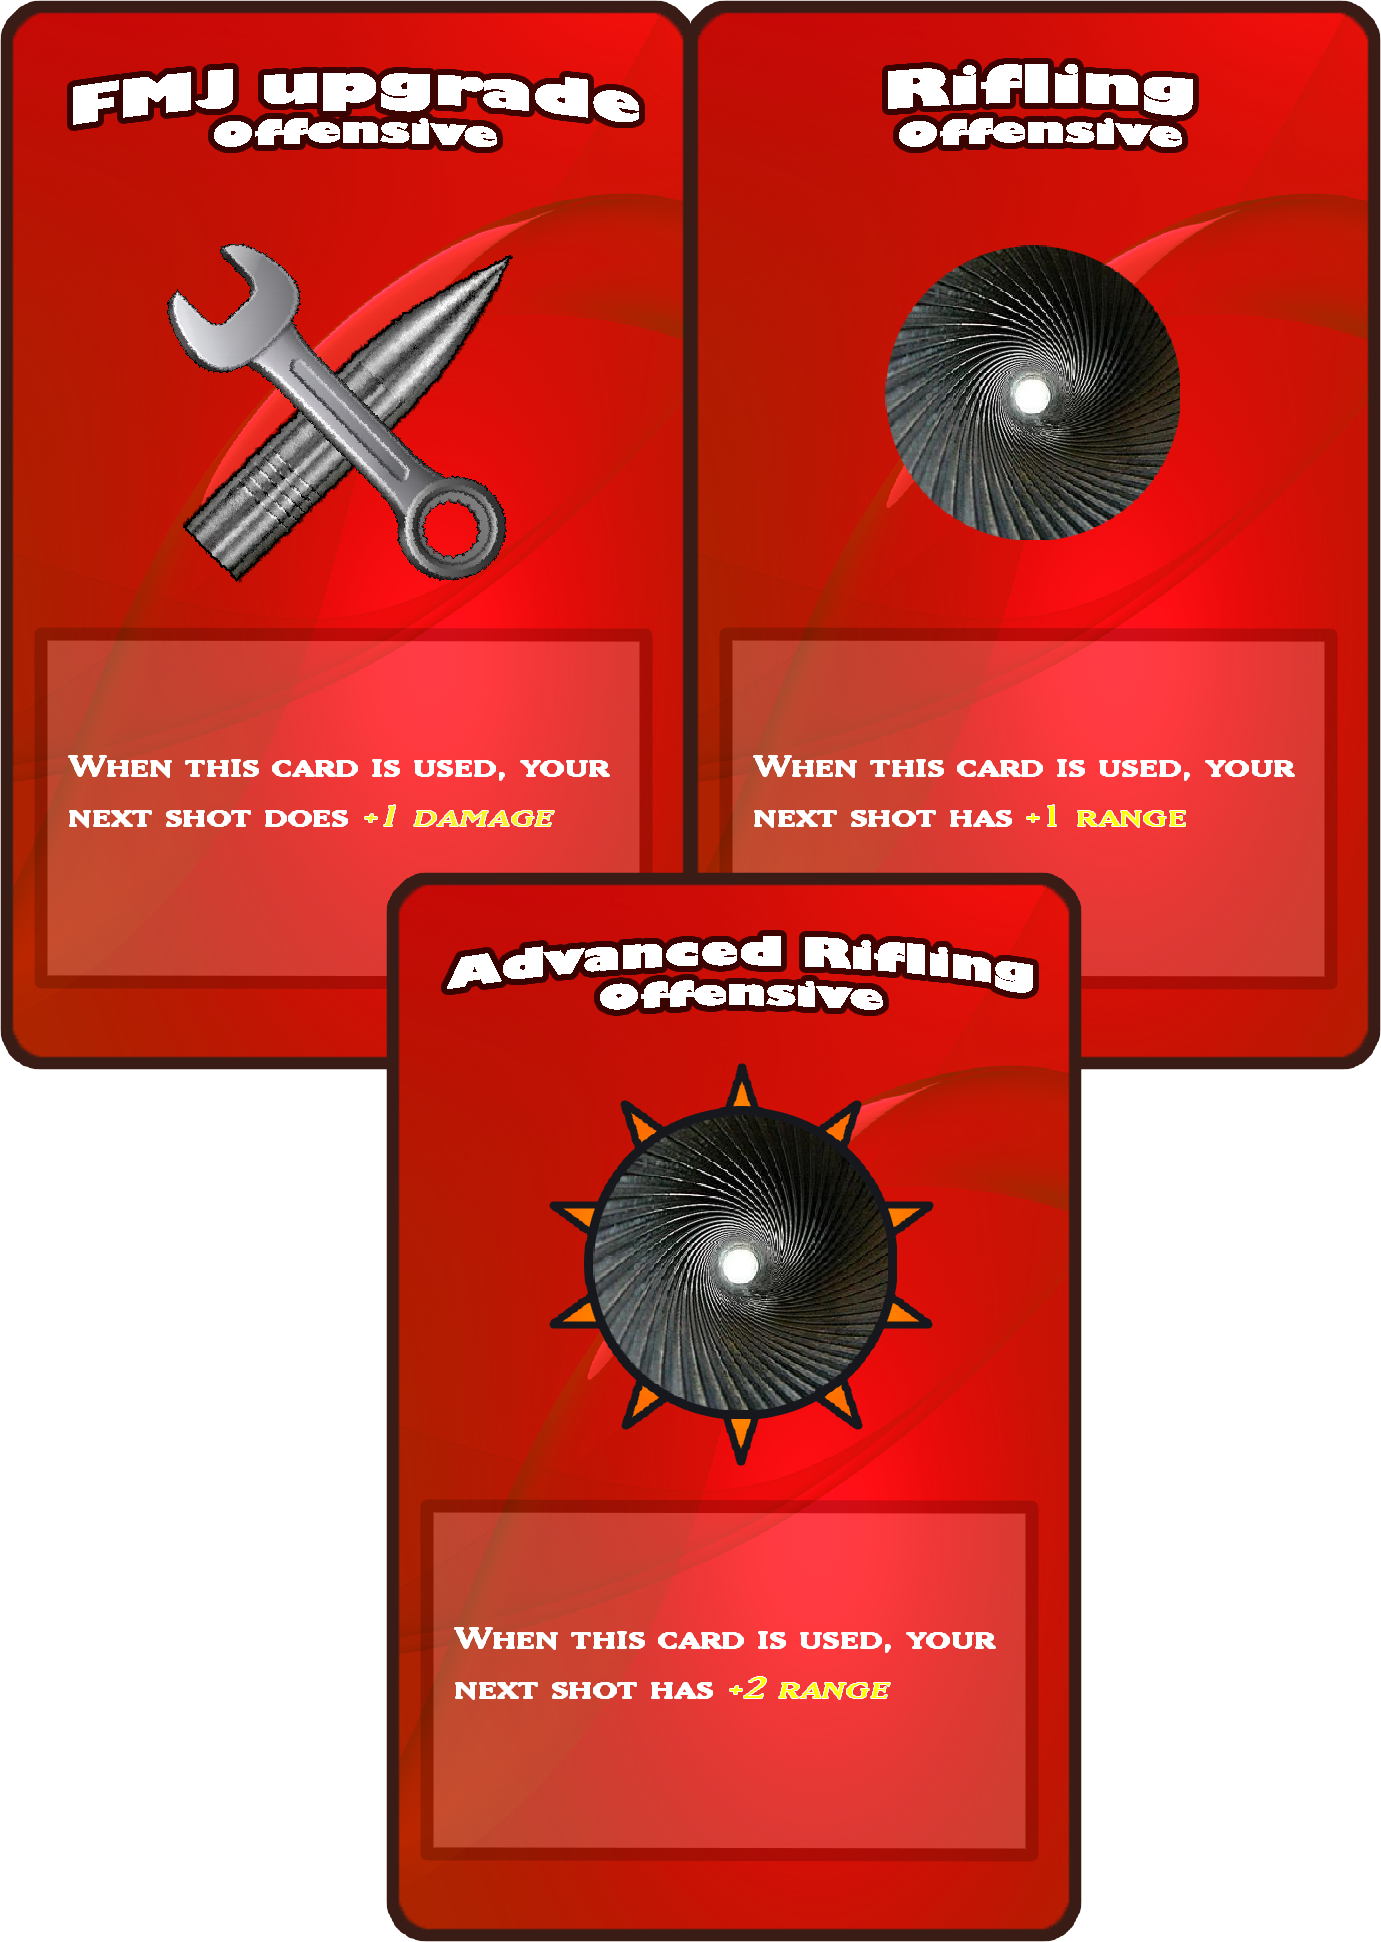 FMJ upgrade
Offensive
When this card is used, your
next shot does +1 damage
Rifling
Offensive
When this card is used, your
next shot has +1 range
Advanced Rifling
Offensive
When this card is used, your
next shot has +2 range